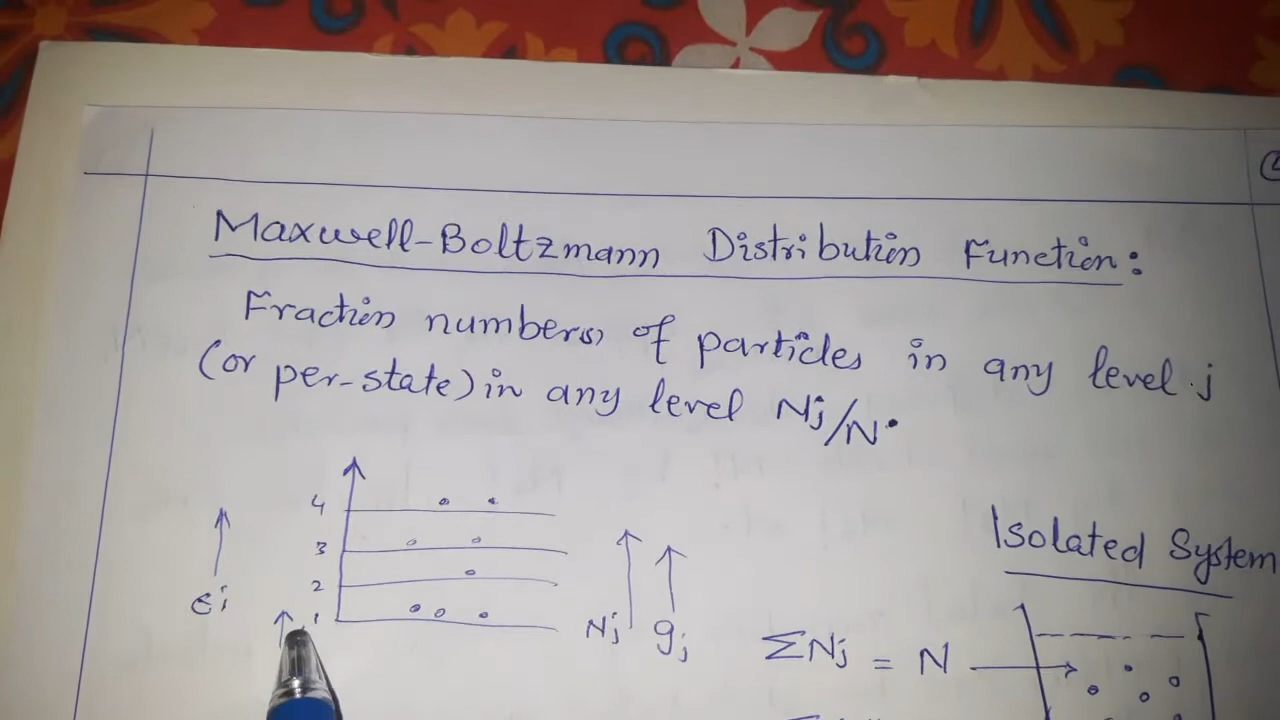 Maxwell-Boltzmann Distribution Function:
Fraction numbers of particles in any level j
(or per-state) in any level Nj/N.
4
3
2
1
εj
Nj gj
Isolated System
ΣNj = N